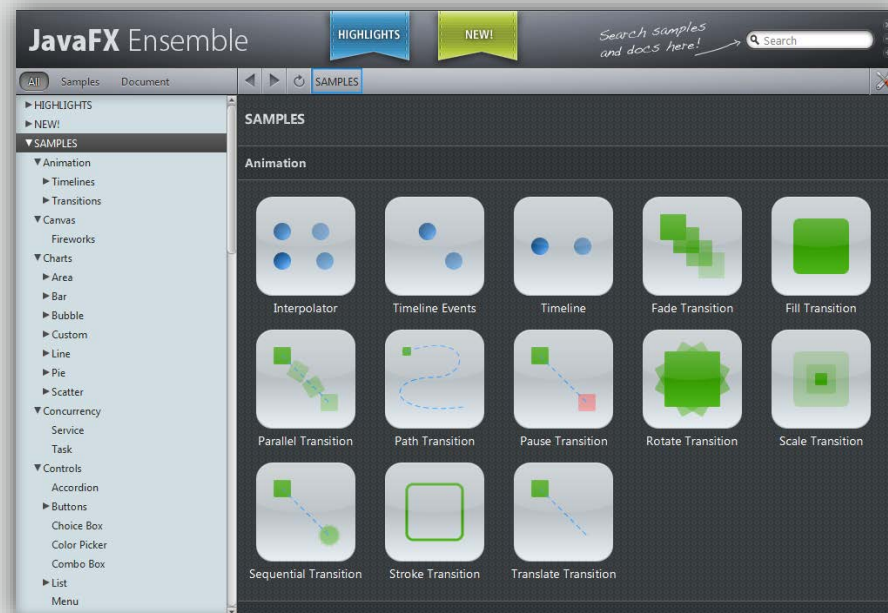 JavaFX Ensemble
HIGHLIGHTS
NEW!
Search samples
and docs here!
Search
All
Samples
Document
SAMPLES
HIGHLIGHTS
NEW!
SAMPLES
Animation
Timelines
Transitions
Canvas
Fireworks
Charts
Area
Bar
Bubble
Custom
Line
Pie
Scatter
Concurrency
Service
Task
Controls
Accordion
Buttons
Choice Box
Color Picker
Combo Box
List
Menu
SAMPLES
Animation
Interpolator
Timeline Events
Timeline
Fade Transition
Fill Transition
Parallel Transition
Path Transition
Pause Transition
Rotate Transition
Scale Transition
Sequential Transition
Stroke Transition
Translate Transition